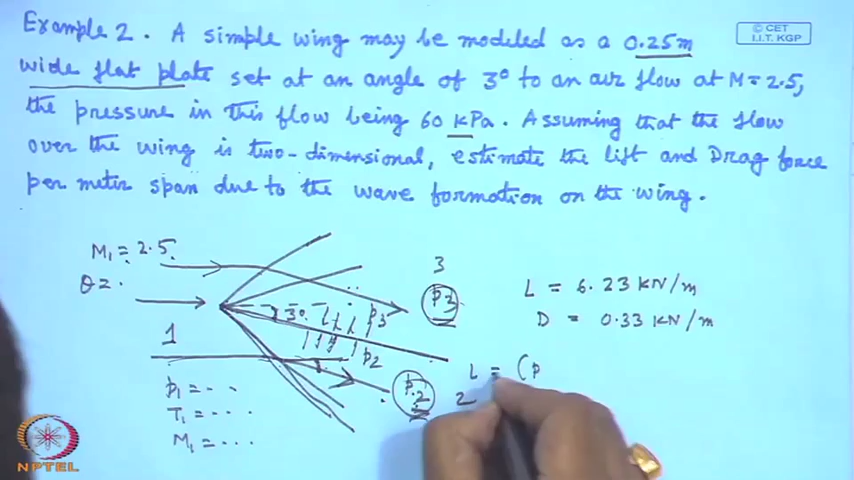 Example 2. A simple wing may be modeled as a 0.25m
© CET
I.I.T. KGP
wide flat plate set at an angle of 3° to an air flow at M = 2.5,
the pressure in this flow being 60 kPa. Assuming that the flow
over the wing is two-dimensional, estimate the lift and Drag force
per meter span due to the wave formation on the wing.
M₁ = 2.5.
3
θ =
p₃
L = 6.23 KN/m
3°
p₃
D = 0.33 KN/m
1
p₂
L = (p
p₁ = ...
p₂
2
T₁ = ...
M₁ = ...
NPTEL